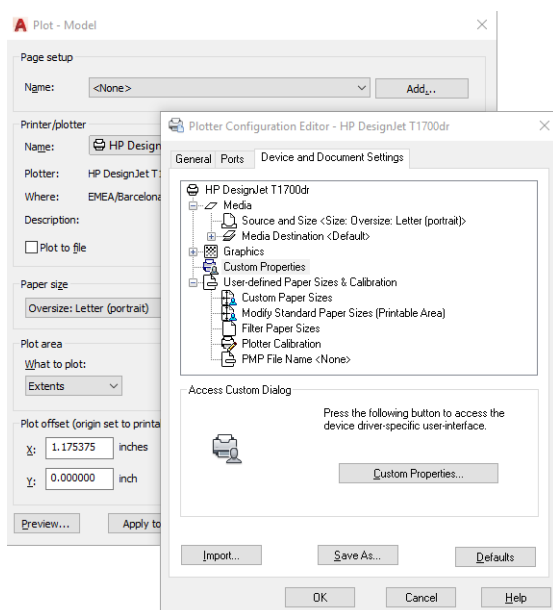 Plot - Model
Page setup
Name:
<None>
Add...
Printer/plotter
Name:
HP Design
Plotter:
HP DesignJet T
Where:
EMEA/Barcelona
Description:
Plot to file
Paper size
Oversize: Letter (portrait)
Plot area
What to plot:
Extents
Plot offset (origin set to printa
X:
1.175375
inches
Y:
0.000000
inch
Preview...
Apply to
Plotter Configuration Editor - HP DesignJet T1700dr
General
Ports
Device and Document Settings
HP DesignJet T1700dr
Media
Source and Size <Size: Oversize: Letter (portrait)>
Media Destination <Default>
Graphics
Custom Properties
User-defined Paper Sizes & Calibration
Custom Paper Sizes
Modify Standard Paper Sizes (Printable Area)
Filter Paper Sizes
Plotter Calibration
PMP File Name <None>
Access Custom Dialog
Press the following button to access the
device driver-specific user-interface.
Custom Properties...
Import...
Save As...
Defaults
OK
Cancel
Help